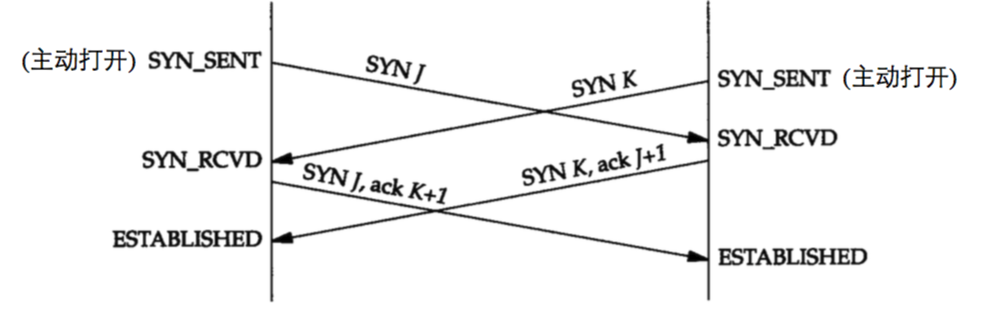 (主动打开) SYN_SENT
SYN J
SYN K
SYN_SENT (主动打开)
SYN_RCVD
SYN_RCVD
SYN J, ack K+1
SYN K, ack J+1
ESTABLISHED
ESTABLISHED